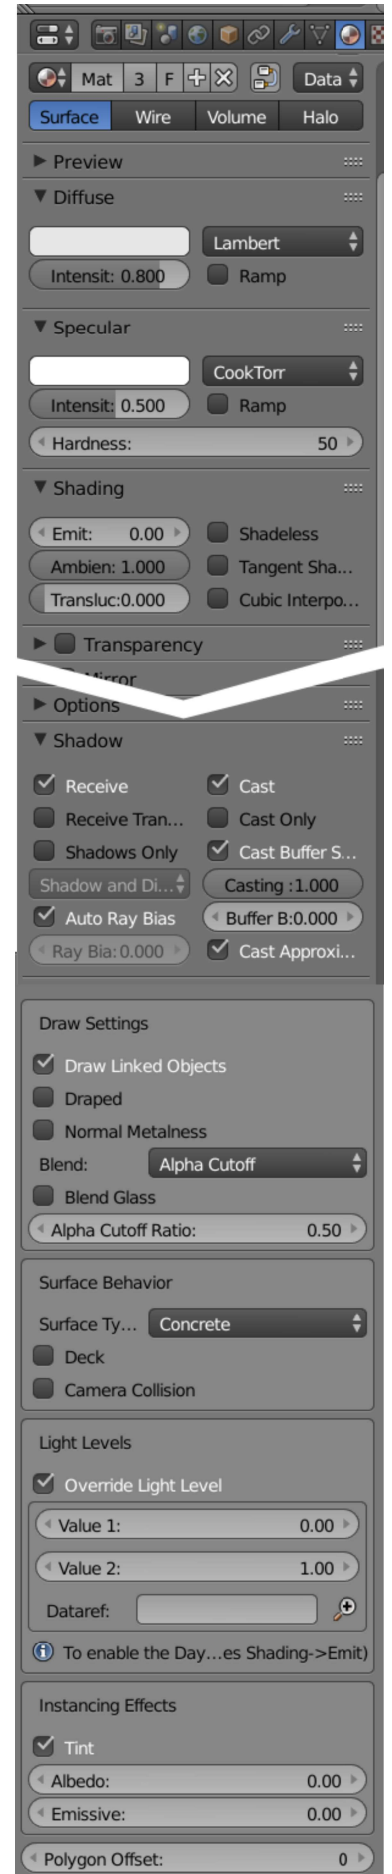 Mat 3 F Data
Surface Wire Volume Halo
Preview
Diffuse
Lambert
Intensit: 0.800 Ramp
Specular
CookTorr
Intensit: 0.500 Ramp
Hardness: 50
Shading
Emit: 0.00 Shadeless
Ambien: 1.000 Tangent Sha...
Transluc:0.000 Cubic Interpo...
Transparency
Mirror
Options
Shadow
Receive Cast
Receive Tran... Cast Only
Shadows Only Cast Buffer S...
Shadow and Di... Casting :1.000
Auto Ray Bias Buffer B:0.000
Ray Bia:0.000 Cast Approxi...
Draw Settings
Draw Linked Objects
Draped
Normal Metalness
Blend: Alpha Cutoff
Blend Glass
Alpha Cutoff Ratio: 0.50
Surface Behavior
Surface Ty... Concrete
Deck
Camera Collision
Light Levels
Override Light Level
Value 1: 0.00
Value 2: 1.00
Dataref:
To enable the Day...es Shading->Emit)
Instancing Effects
Tint
Albedo: 0.00
Emissive: 0.00
Polygon Offset: 0